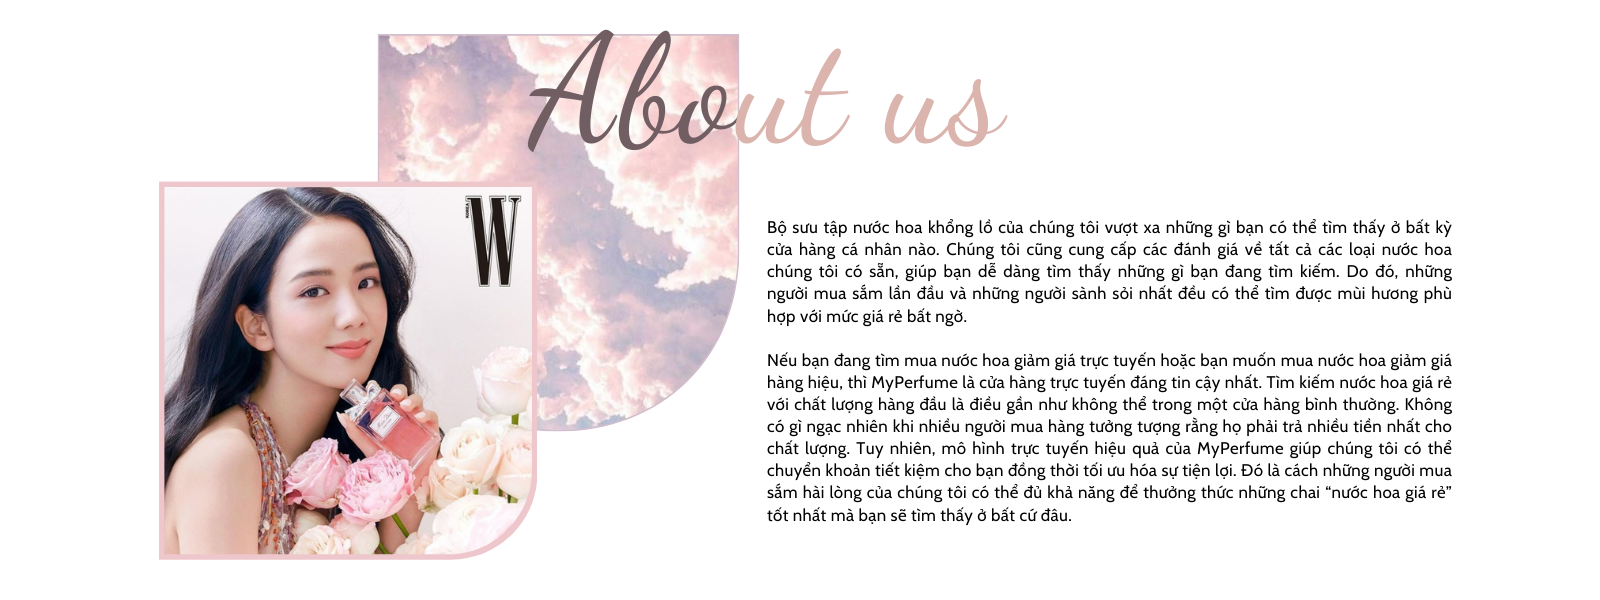 About us
W
KOREA
Bộ sưu tập nước hoa khổng lồ của chúng tôi vượt xa những gì bạn có thể tìm thấy ở bất kỳ
cửa hàng cá nhân nào. Chúng tôi cũng cung cấp các đánh giá về tất cả các loại nước hoa
chúng tôi có sẵn, giúp bạn dễ dàng tìm thấy những gì bạn đang tìm kiếm. Do đó, những
người mua sắm lần đầu và những người sành sỏi nhất đều có thể tìm được mùi hương phù
hợp với mức giá rẻ bất ngờ.
Nếu bạn đang tìm mua nước hoa giảm giá trực tuyến hoặc bạn muốn mua nước hoa giảm giá
hàng hiệu, thì MyPerfume là cửa hàng trực tuyến đáng tin cậy nhất. Tìm kiếm nước hoa giá rẻ
với chất lượng hàng đầu là điều gần như không thể trong một cửa hàng bình thường. Không
có gì ngạc nhiên khi nhiều người mua hàng tưởng tượng rằng họ phải trả nhiều tiền nhất cho
chất lượng. Tuy nhiên, mô hình trực tuyến hiệu quả của MyPerfume giúp chúng tôi có thể
chuyển khoản tiết kiệm cho bạn đồng thời tối ưu hóa sự tiện lợi. Đó là cách những người mua
sắm hài lòng của chúng tôi có thể đủ khả năng để thưởng thức những chai “nước hoa giá rẻ”
tốt nhất mà bạn sẽ tìm thấy ở bất cứ đâu.